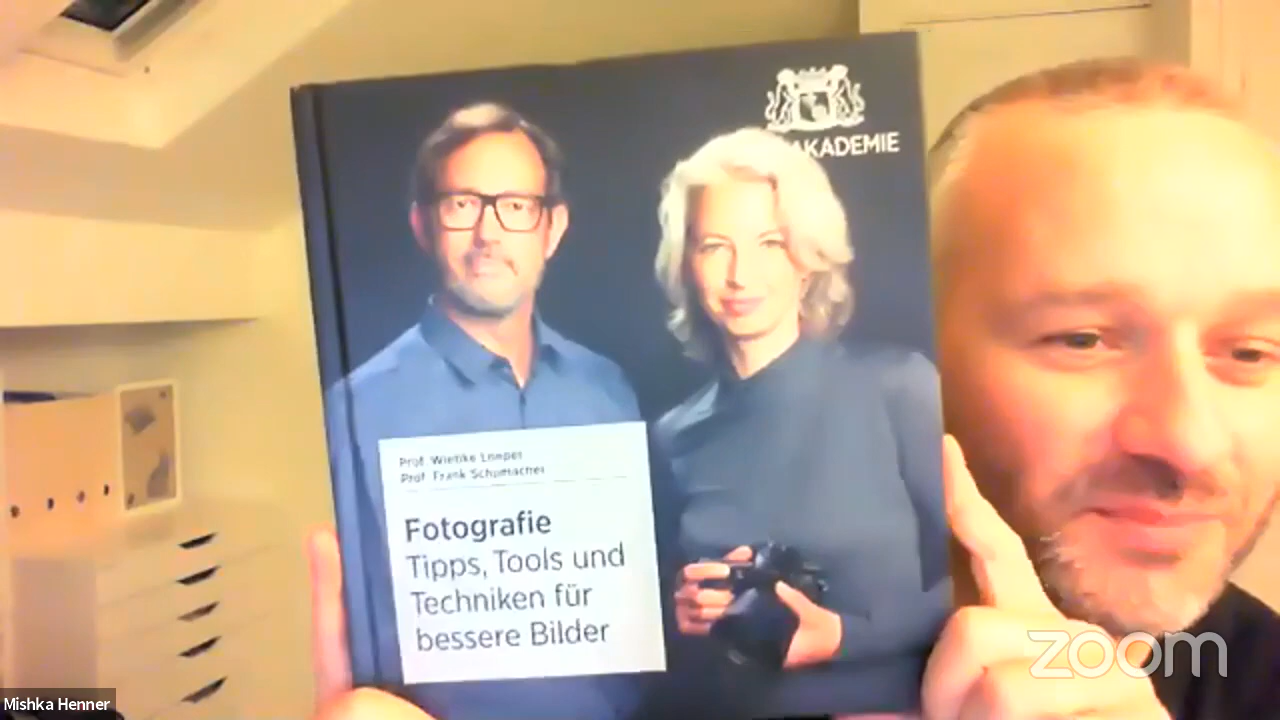 AKADEMIE
Prof. Wiebke Loeper
Prof. Frank Schumacher
Fotografie
Tipps, Tools und
Techniken für
bessere Bilder
zoom
Mishka Henner